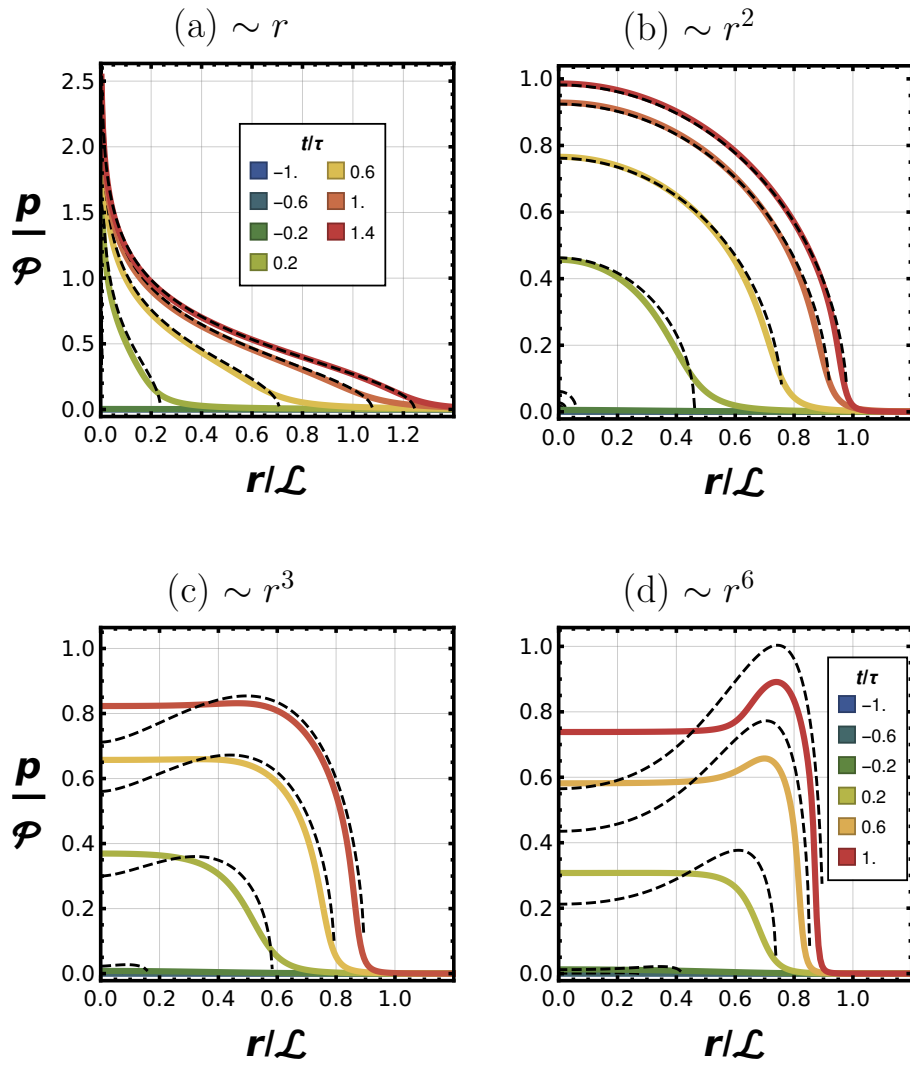 (a) ∼ r
(b) ∼ r²
2.5
2.0
1.5
1.0
0.5
0.0
p
𝒫
t/τ
−1.
−0.6
−0.2
0.2
0.6
1.
1.4
0.0 0.2 0.4 0.6 0.8 1.0 1.2
r/ℒ
1.0
0.8
0.6
0.4
0.2
0.0
0.0 0.2 0.4 0.6 0.8 1.0
r/ℒ
(c) ∼ r³
(d) ∼ r⁶
1.0
0.8
0.6
0.4
0.2
0.0
p
𝒫
0.0 0.2 0.4 0.6 0.8 1.0
r/ℒ
1.0
0.8
0.6
0.4
0.2
0.0
t/τ
−1.
−0.6
−0.2
0.2
0.6
1.
0.0 0.2 0.4 0.6 0.8 1.0
r/ℒ